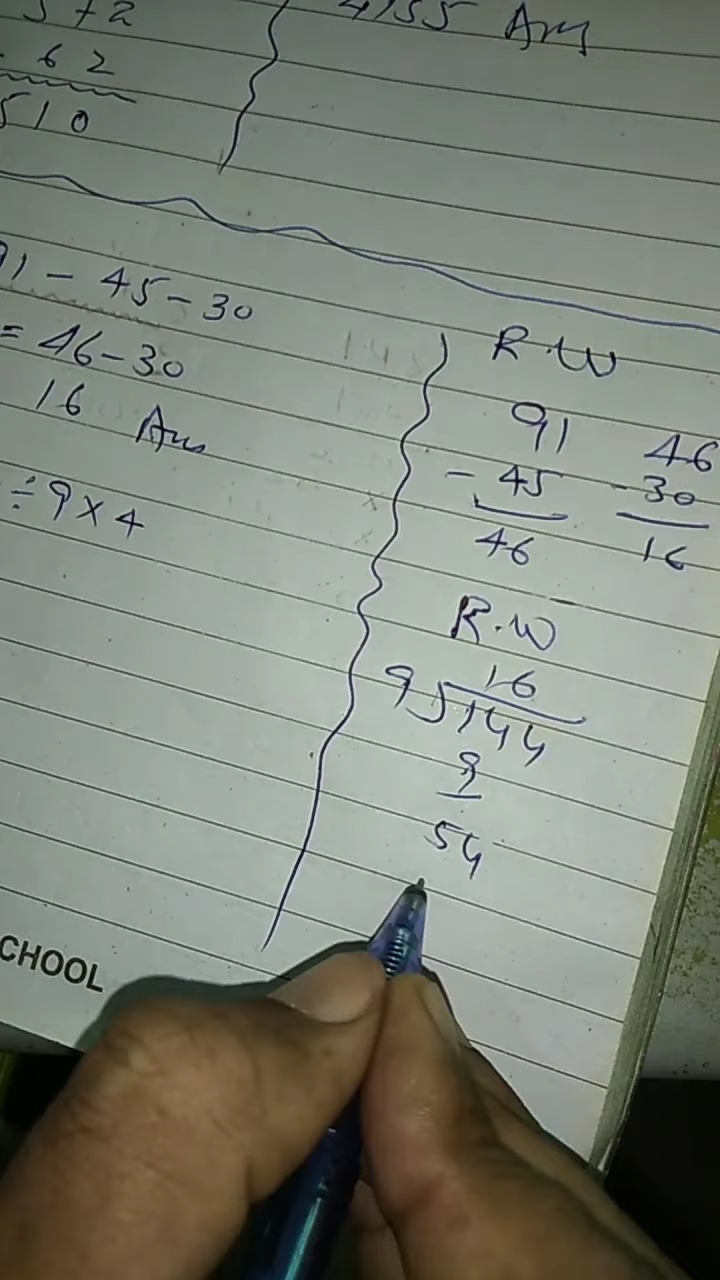 62
510
4155 Ans
91 - 45 - 30
= 46 - 30
16 Ans
÷ 9 × 4
R.W
91 46
- 45 - 30
46 16
R.W
16
9 144
9
54
CHOOL